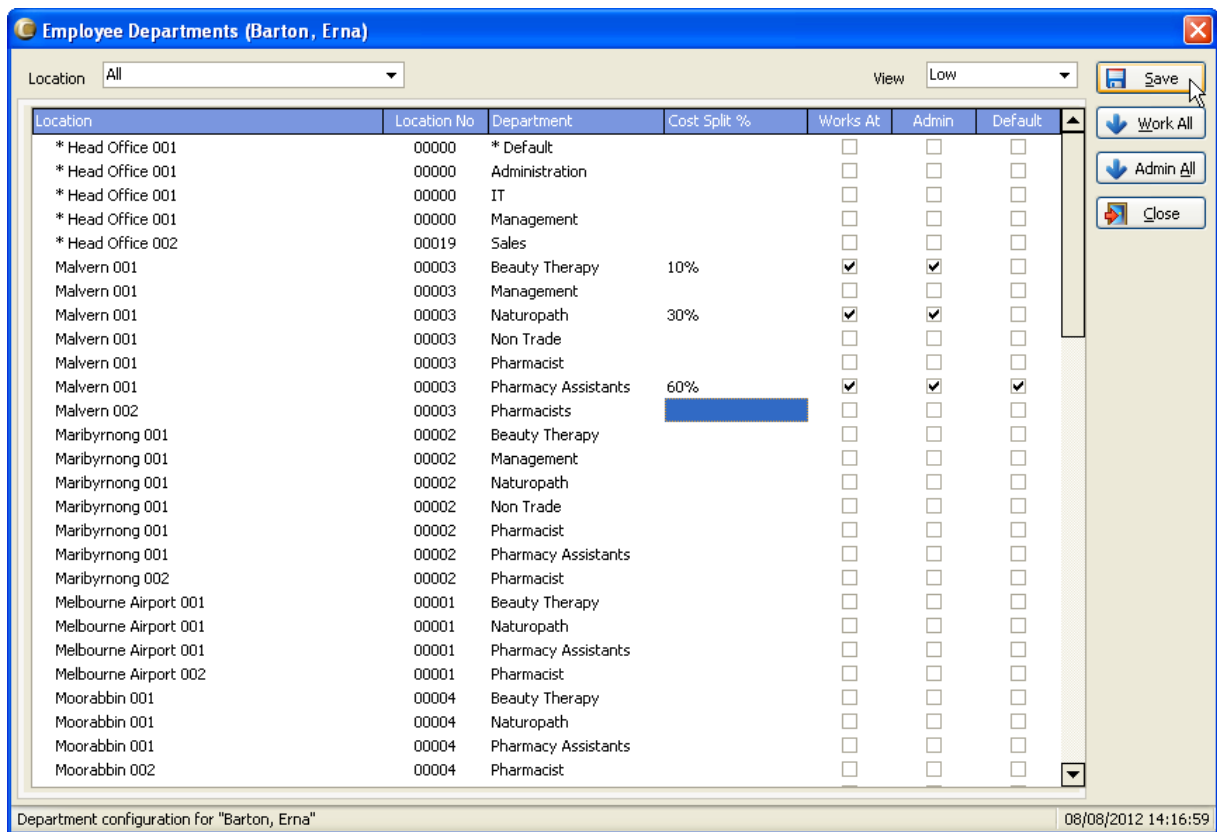 Employee Departments (Barton, Erna)
Location All View Low Save
Location Location No Department Cost Split % Works At Admin Default Work All
* Head Office 001 00000 * Default
* Head Office 001 00000 Administration Admin All
* Head Office 001 00000 IT
* Head Office 001 00000 Management Close
* Head Office 002 00019 Sales
Malvern 001 00003 Beauty Therapy 10%
Malvern 001 00003 Management
Malvern 001 00003 Naturopath 30%
Malvern 001 00003 Non Trade
Malvern 001 00003 Pharmacist
Malvern 001 00003 Pharmacy Assistants 60%
Malvern 002 00003 Pharmacists
Maribyrnong 001 00002 Beauty Therapy
Maribyrnong 001 00002 Management
Maribyrnong 001 00002 Naturopath
Maribyrnong 001 00002 Non Trade
Maribyrnong 001 00002 Pharmacist
Maribyrnong 001 00002 Pharmacy Assistants
Maribyrnong 002 00002 Pharmacist
Melbourne Airport 001 00001 Beauty Therapy
Melbourne Airport 001 00001 Naturopath
Melbourne Airport 001 00001 Pharmacy Assistants
Melbourne Airport 002 00001 Pharmacist
Moorabbin 001 00004 Beauty Therapy
Moorabbin 001 00004 Naturopath
Moorabbin 001 00004 Pharmacy Assistants
Moorabbin 002 00004 Pharmacist
Department configuration for "Barton, Erna" 08/08/2012 14:16:59